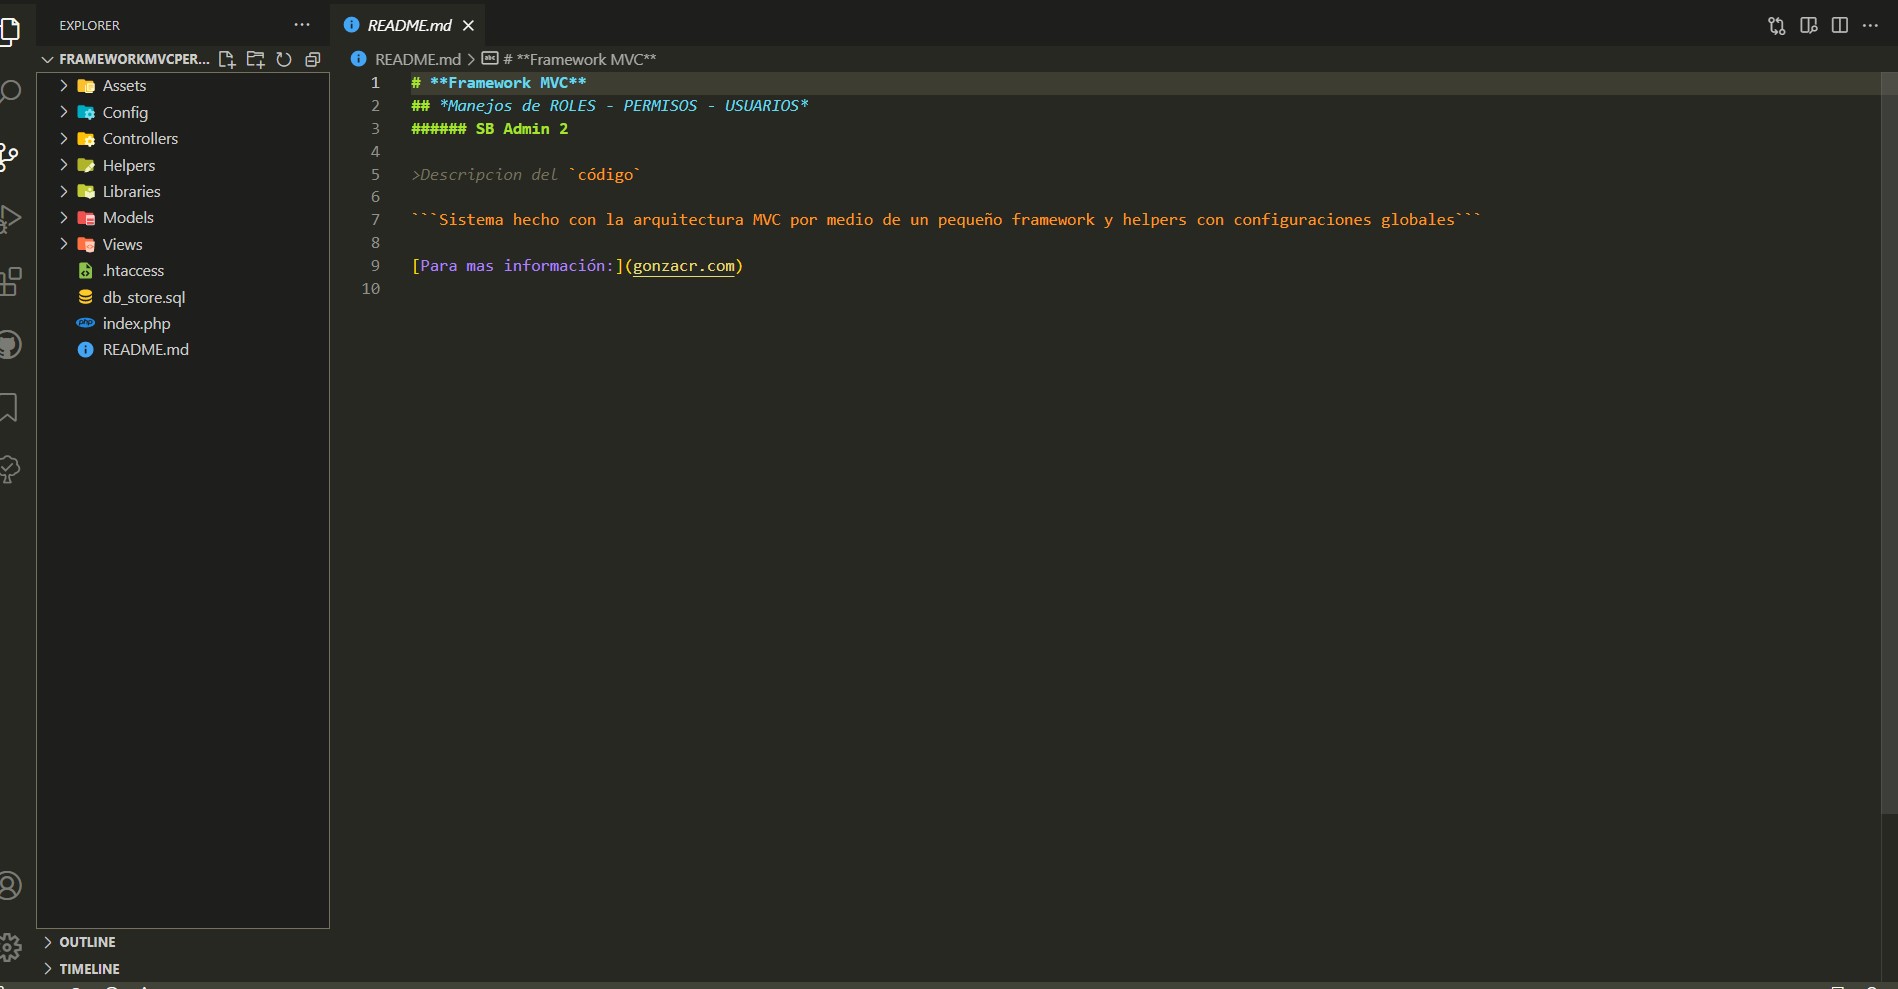 EXPLORER
FRAMEWORKMVCPER...
Assets
Config
Controllers
Helpers
Libraries
Models
Views
.htaccess
db_store.sql
php index.php
README.md
OUTLINE
TIMELINE
README.md
README.md > # **Framework MVC**
1 # **Framework MVC**
2 ## *Manejos de ROLES - PERMISOS - USUARIOS*
3 ###### SB Admin 2
4
5 >Descripcion del `código`
6
7 ```Sistema hecho con la arquitectura MVC por medio de un pequeño framework y helpers con configuraciones globales```
8
9 [Para mas información:](gonzacr.com)
10